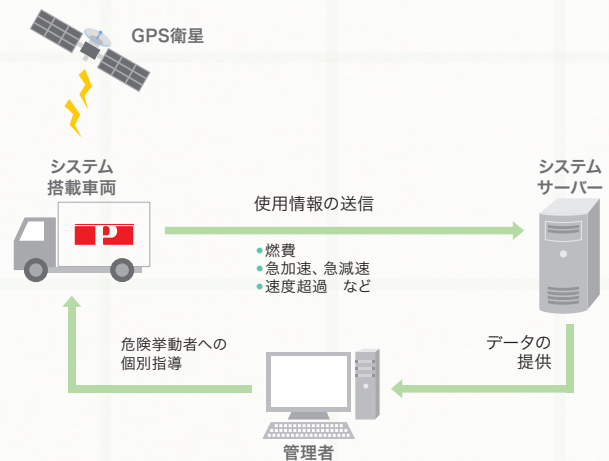 GPS衛星
システム
搭載車両
P
使用情報の送信
•燃費
•急加速、急減速
•速度超過　など
システム
サーバー
データの
提供
管理者
危険挙動者への
個別指導